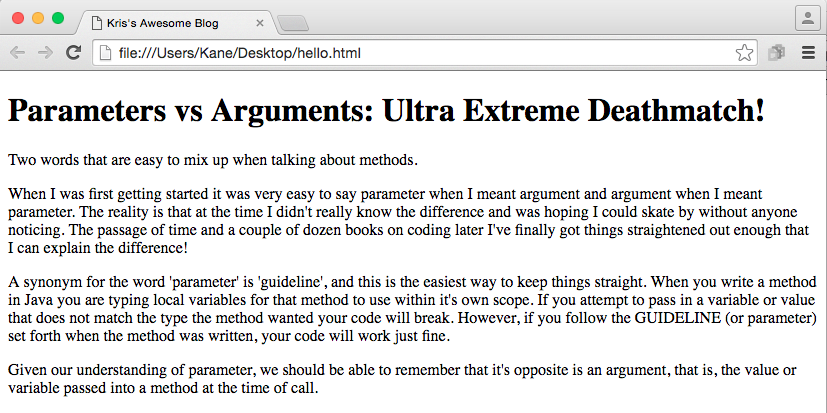 Kris's Awesome Blog
file:///Users/Kane/Desktop/hello.html
Parameters vs Arguments: Ultra Extreme Deathmatch!
Two words that are easy to mix up when talking about methods.
When I was first getting started it was very easy to say parameter when I meant argument and argument when I meant
parameter. The reality is that at the time I didn't really know the difference and was hoping I could skate by without anyone
noticing. The passage of time and a couple of dozen books on coding later I've finally got things straightened out enough that
I can explain the difference!
A synonym for the word 'parameter' is 'guideline', and this is the easiest way to keep things straight. When you write a method
in Java you are typing local variables for that method to use within it's own scope. If you attempt to pass in a variable or value
that does not match the type the method wanted your code will break. However, if you follow the GUIDELINE (or parameter)
set forth when the method was written, your code will work just fine.
Given our understanding of parameter, we should be able to remember that it's opposite is an argument, that is, the value or
variable passed into a method at the time of call.